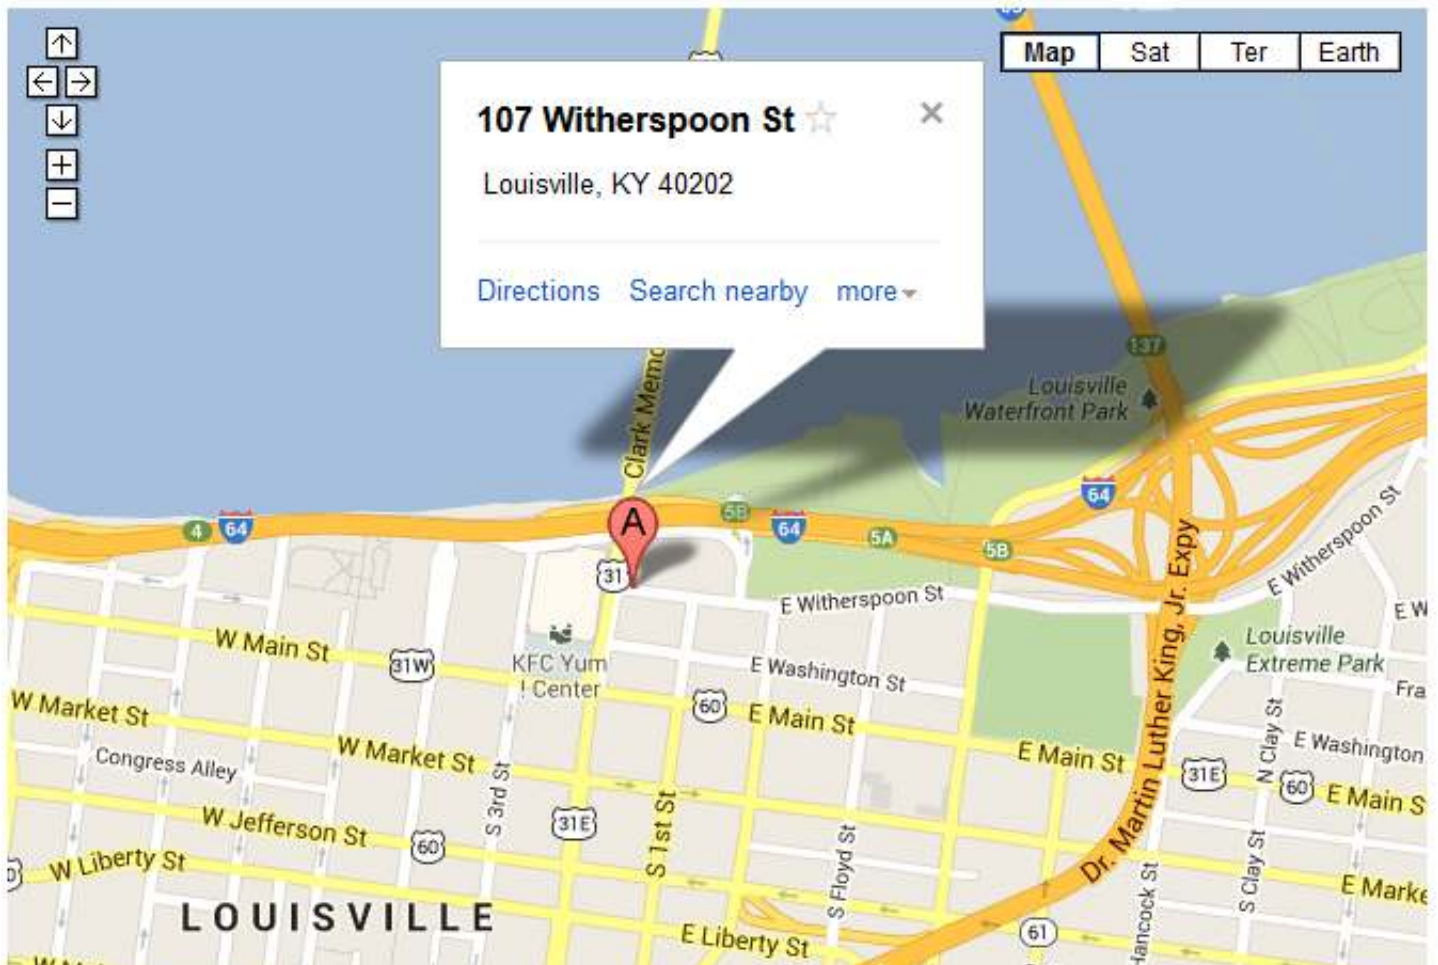 Map Sat Ter Earth
107 Witherspoon St
Louisville, KY 40202
Directions Search nearby more
137
Clark Memo
Louisville
Waterfront Park
64
4
64
5B
64
5A
5B
A
31
E Witherspoon St
E Witherspoon St
E W
W Main St
31W
KFC Yum
! Center
E Washington St
Louisville
Extreme Park
Fra
W Market St
60
E Main St
W Market St
Congress Alley
E Main St
E Washington
31E
60
E Main S
N Clay St
Dr. Martin Luther King, Jr. Expy
S 3rd St
31E
S 1st St
W Jefferson St
60
W Liberty St
S Floyd St
S Clay St
Hancock St
E Marke
LOUISVILLE
E Liberty St
61